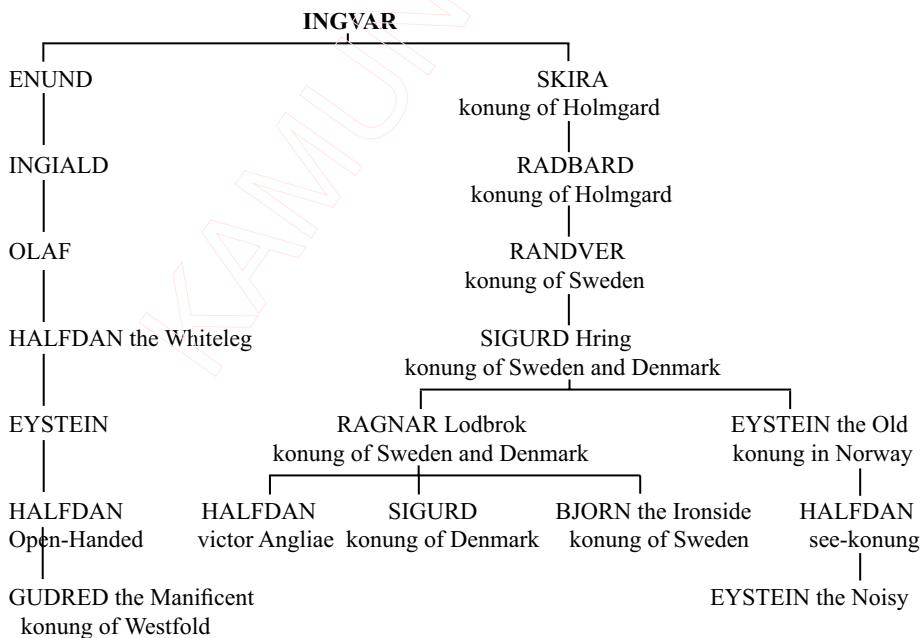 INGVAR
ENUND SKIRA
konung of Holmgard
INGIALD RADBARD
konung of Holmgard
OLAF RANDVER
konung of Sweden
HALFDAN the Whiteleg SIGURD Hring
konung of Sweden and Denmark
EYSTEIN RAGNAR Lodbrok EYSTEIN the Old
konung of Sweden and Denmark konung in Norway
HALFDAN HALFDAN SIGURD BJORN the Ironside HALFDAN
Open-Handed victor Angliae konung of Denmark konung of Sweden see-konung
GUDRED the Manificent EYSTEIN the Noisy
konung of Westfold
KAMUN